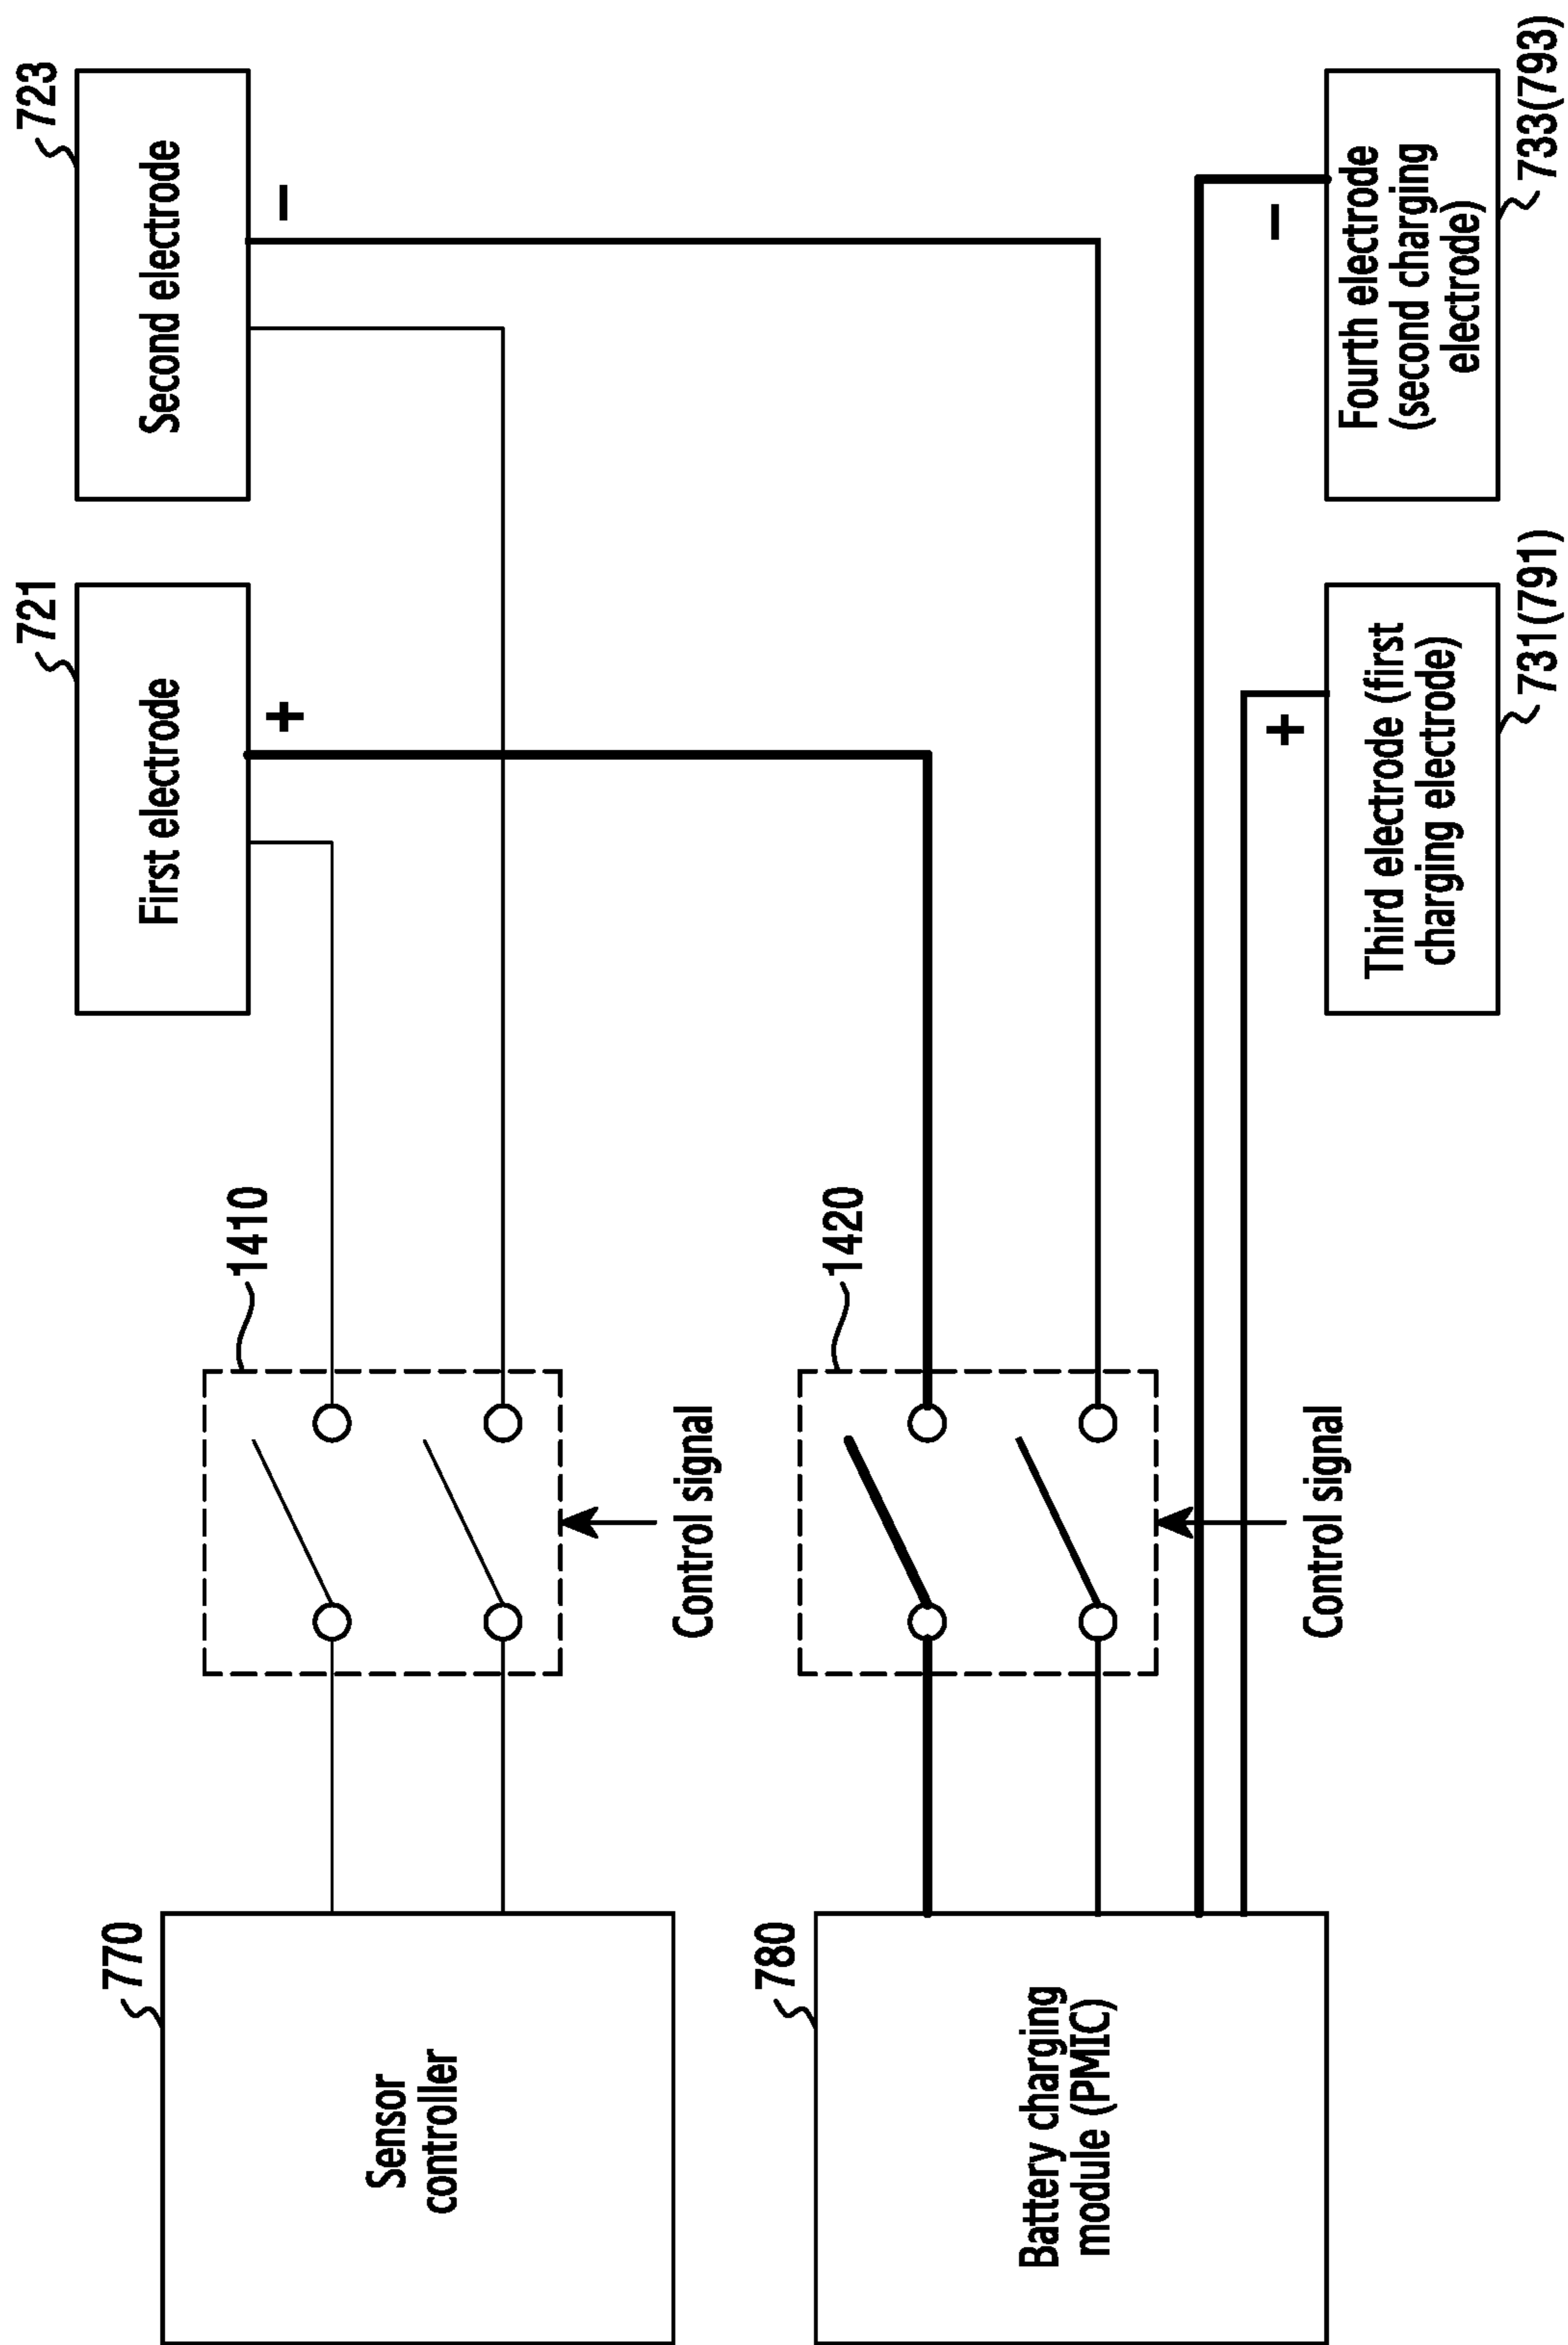 723
Second electrode
−
721
First electrode
+
1410
Control signal
770
Sensor
controller
1420
Control signal
780
Battery charging
module (PMIC)
−
Fourth electrode
(second charging
electrode)
733(793)
+
Third electrode (first
charging electrode)
731(791)